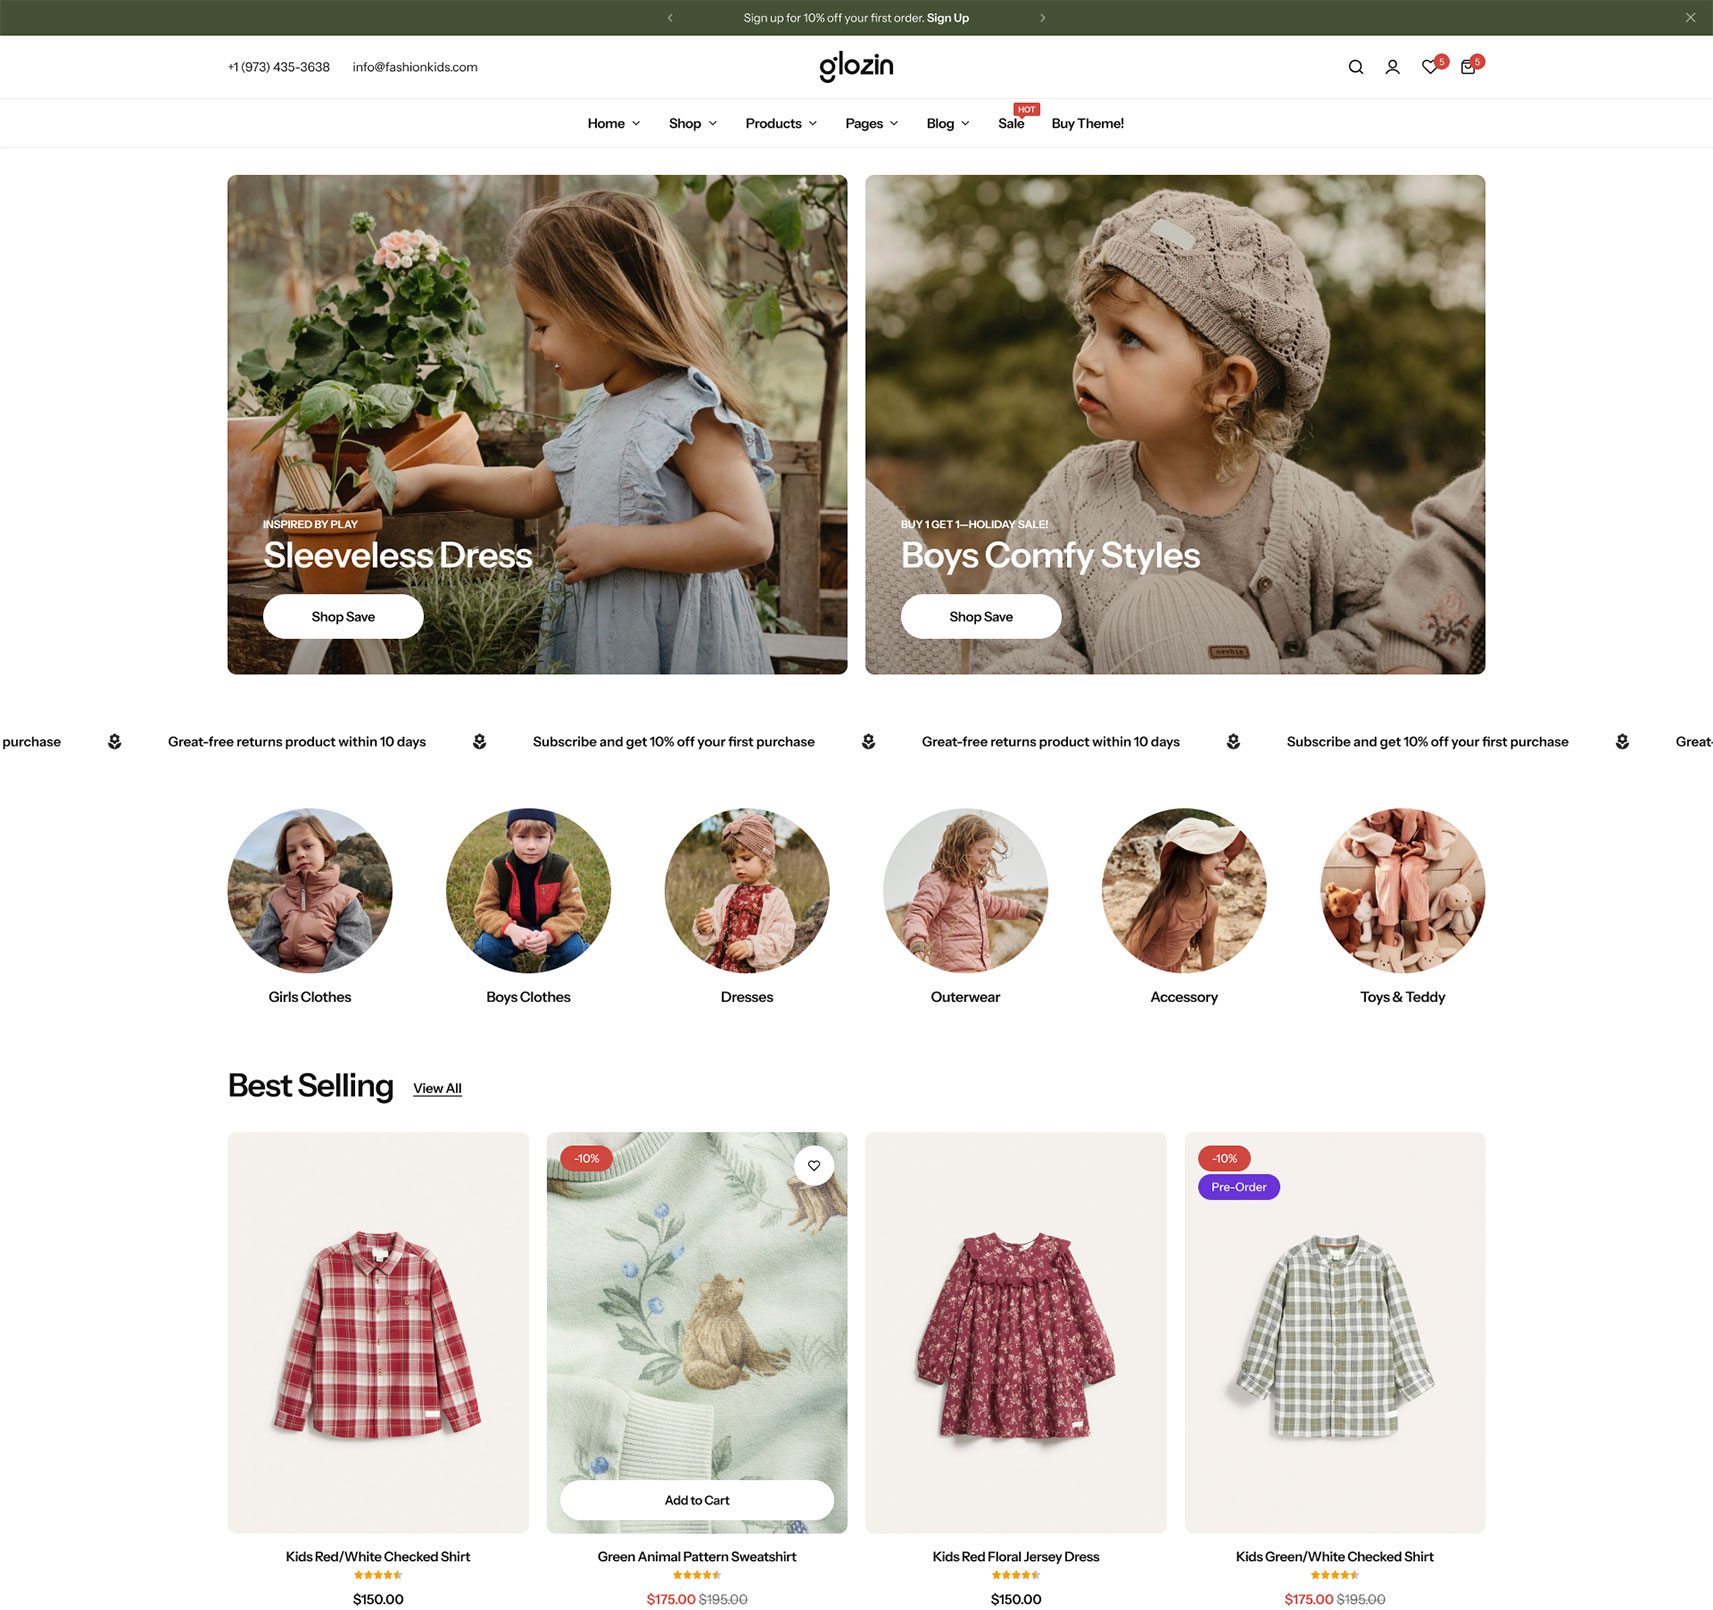 Sign up for 10% off your first order. Sign Up
+1 (973) 435-3638
info@fashionkids.com
glozin
5
5
Home
Shop
Products
Pages
Blog
Sale
HOT
Buy Theme!
INSPIRED BY PLAY
Sleeveless Dress
Shop Save
BUY 1 GET 1—HOLIDAY SALE!
Boys Comfy Styles
Shop Save
newbie
purchase
Great-free returns product within 10 days
Subscribe and get 10% off your first purchase
Great-free returns product within 10 days
Subscribe and get 10% off your first purchase
Great-
Girls Clothes
Boys Clothes
Dresses
Outerwear
Accessory
Toys & Teddy
Best Selling
View All
-10%
Add to Cart
-10%
Pre-Order
Kids Red/White Checked Shirt
$150.00
Green Animal Pattern Sweatshirt
$175.00 $195.00
Kids Red Floral Jersey Dress
$150.00
Kids Green/White Checked Shirt
$175.00 $195.00